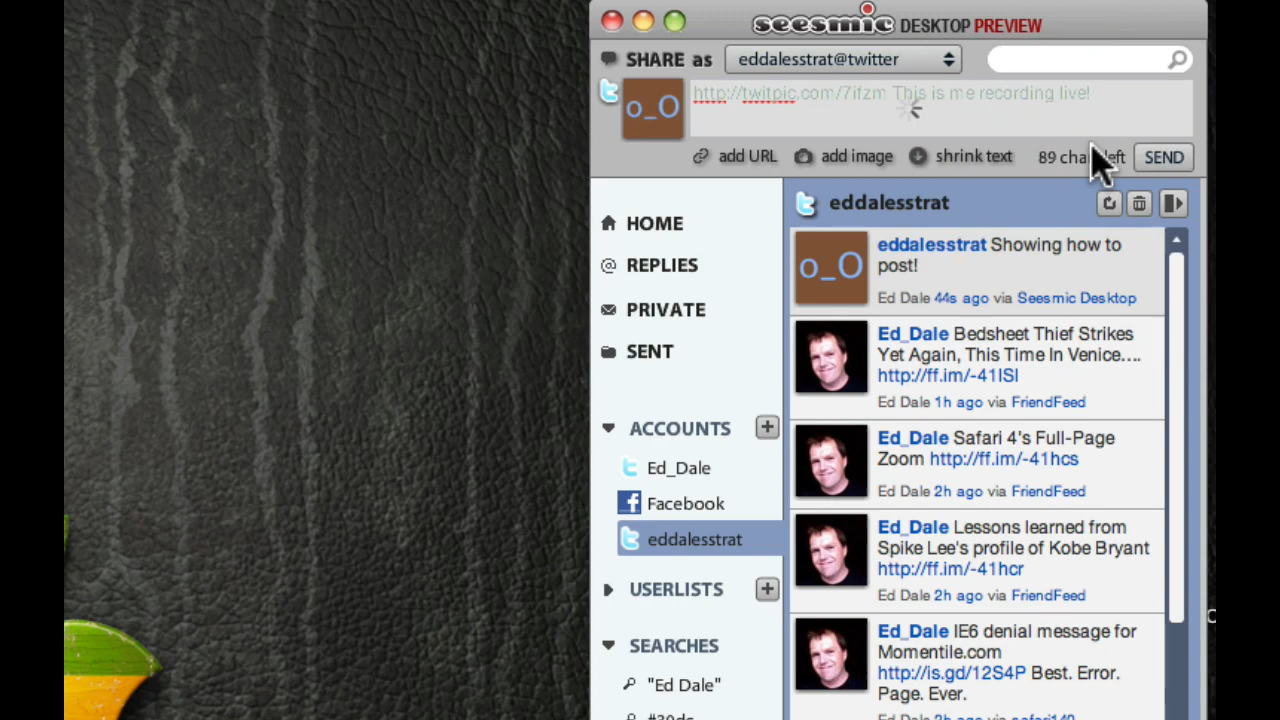 seesmic DESKTOP PREVIEW
SHARE as eddalesstrat@twitter
o_O
http://twitpic.com/7ifzm This is me recording live!
add URL add image shrink text 89 left SEND
HOME
REPLIES
PRIVATE
SENT
ACCOUNTS +
Ed_Dale
Facebook
eddalesstrat
USERLISTS +
SEARCHES
"Ed Dale"
#30dc
eddalesstrat
o_O
eddalesstrat Showing how to
post!
Ed Dale 44s ago via Seesmic Desktop
Ed_Dale Bedsheet Thief Strikes
Yet Again, This Time In Venice....
Ed Dale 1h ago via FriendFeed
Ed_Dale Safari 4's Full-Page
Zoom http://ff.im/-41hcs
Ed Dale 2h ago via FriendFeed
Ed_Dale Lessons learned from
Spike Lee's profile of Kobe Bryant
http://ff.im/-41hcr
Ed Dale 2h ago via FriendFeed
Ed_Dale IE6 denial message for
Momentile.com
http://is.gd/12S4P Best. Error.
Page. Ever.